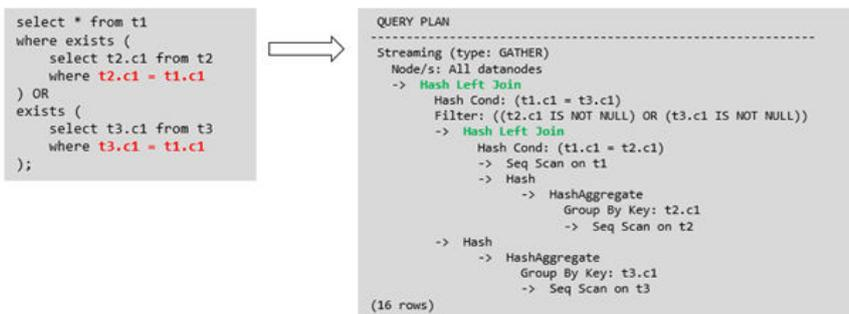 select * from t1
where exists (
select t2.c1 from t2
where t2.c1 = t1.c1
) OR
exists (
select t3.c1 from t3
where t3.c1 = t1.c1
);
QUERY PLAN
--------------------------------------------------------------
Streaming (type: GATHER)
Node/s: All datanodes
-> Hash Left Join
Hash Cond: (t1.c1 = t3.c1)
Filter: ((t2.c1 IS NOT NULL) OR (t3.c1 IS NOT NULL))
-> Hash Left Join
Hash Cond: (t1.c1 = t2.c1)
-> Seq Scan on t1
-> Hash
-> HashAggregate
Group By Key: t2.c1
-> Seq Scan on t2
-> Hash
-> HashAggregate
Group By Key: t3.c1
-> Seq Scan on t3
(16 rows)